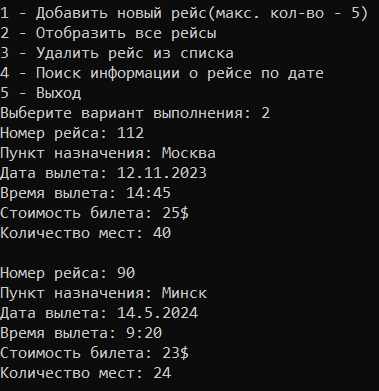 1 - Добавить новый рейс(макс. кол-во - 5)
2 - Отобразить все рейсы
3 - Удалить рейс из списка
4 - Поиск информации о рейсе по дате
5 - Выход
Выберите вариант выполнения: 2
Номер рейса: 112
Пункт назначения: Москва
Дата вылета: 12.11.2023
Время вылета: 14:45
Стоимость билета: 25$
Количество мест: 40
Номер рейса: 90
Пункт назначения: Минск
Дата вылета: 14.5.2024
Время вылета: 9:20
Стоимость билета: 23$
Количество мест: 24